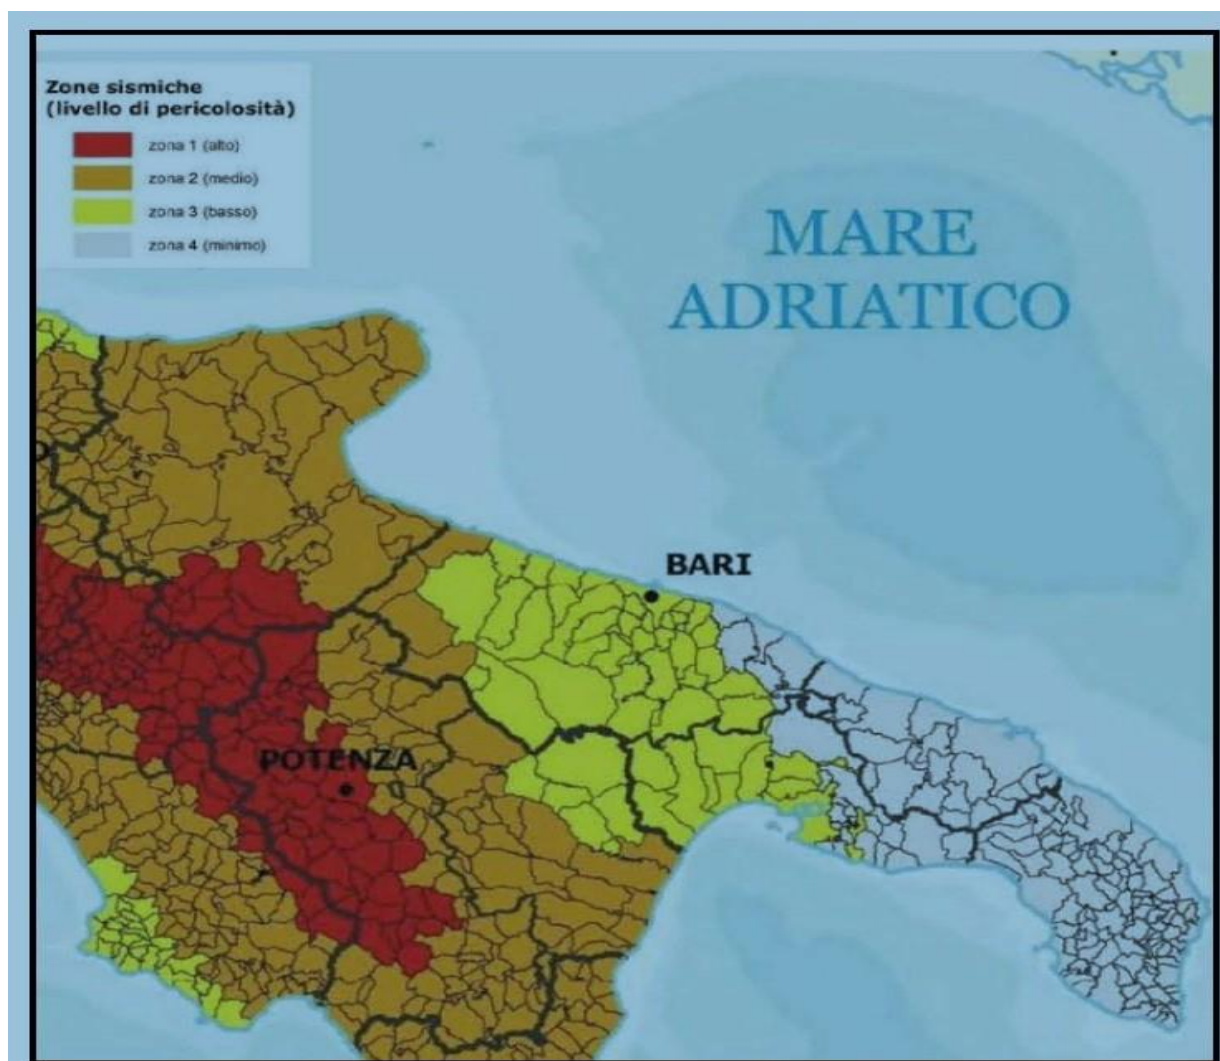 Zone sismiche
(livello di pericolosità)
zona 1 (alto)
zona 2 (medio)
zona 3 (basso)
zona 4 (minimo)
MARE
ADRIATICO
BARI
POTENZA